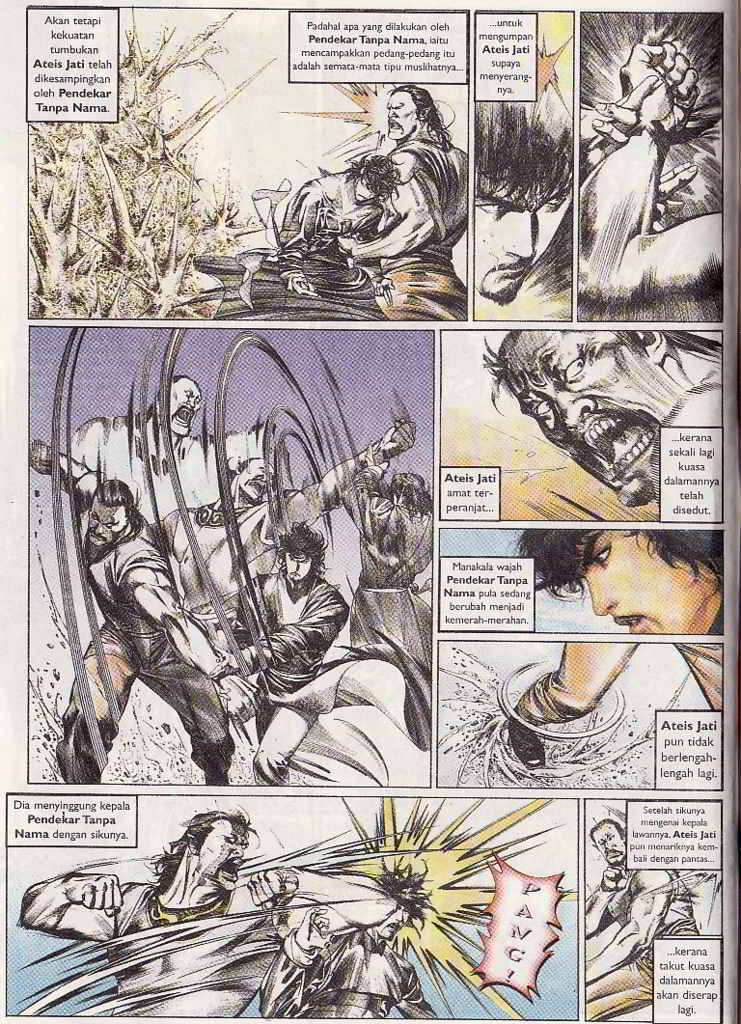 Akan tetapi
kekuatan
tumbukan
Ateis Jati telah
dikesampingkan
oleh Pendekar
Tanpa Nama.
Padahal apa yang dilakukan oleh
Pendekar Tanpa Nama, iaitu
mencampakkan pedang-pedang itu
adalah semata-mata tipu muslihatnya...
...untuk
mengumpan
Ateis Jati
supaya
menyerang-
nya.
Ateis Jati
amat ter-
peranjat...
...kerana
sekali lagi
kuasa
dalamannya
telah
disedut.
Manakala wajah
Pendekar Tanpa
Nama pula sedang
berubah menjadi
kemerah-merahan.
Ateis Jati
pun tidak
berlengah-
lengah lagi.
Dia menyinggung kepala
Pendekar Tanpa
Nama dengan sikunya.
PANG!
Setelah sikunya
mengenai kepala
lawannya, Ateis Jati
pun menariknya kem-
bali dengan pantas...
...kerana
takut kuasa
dalamannya
akan diserap
lagi.